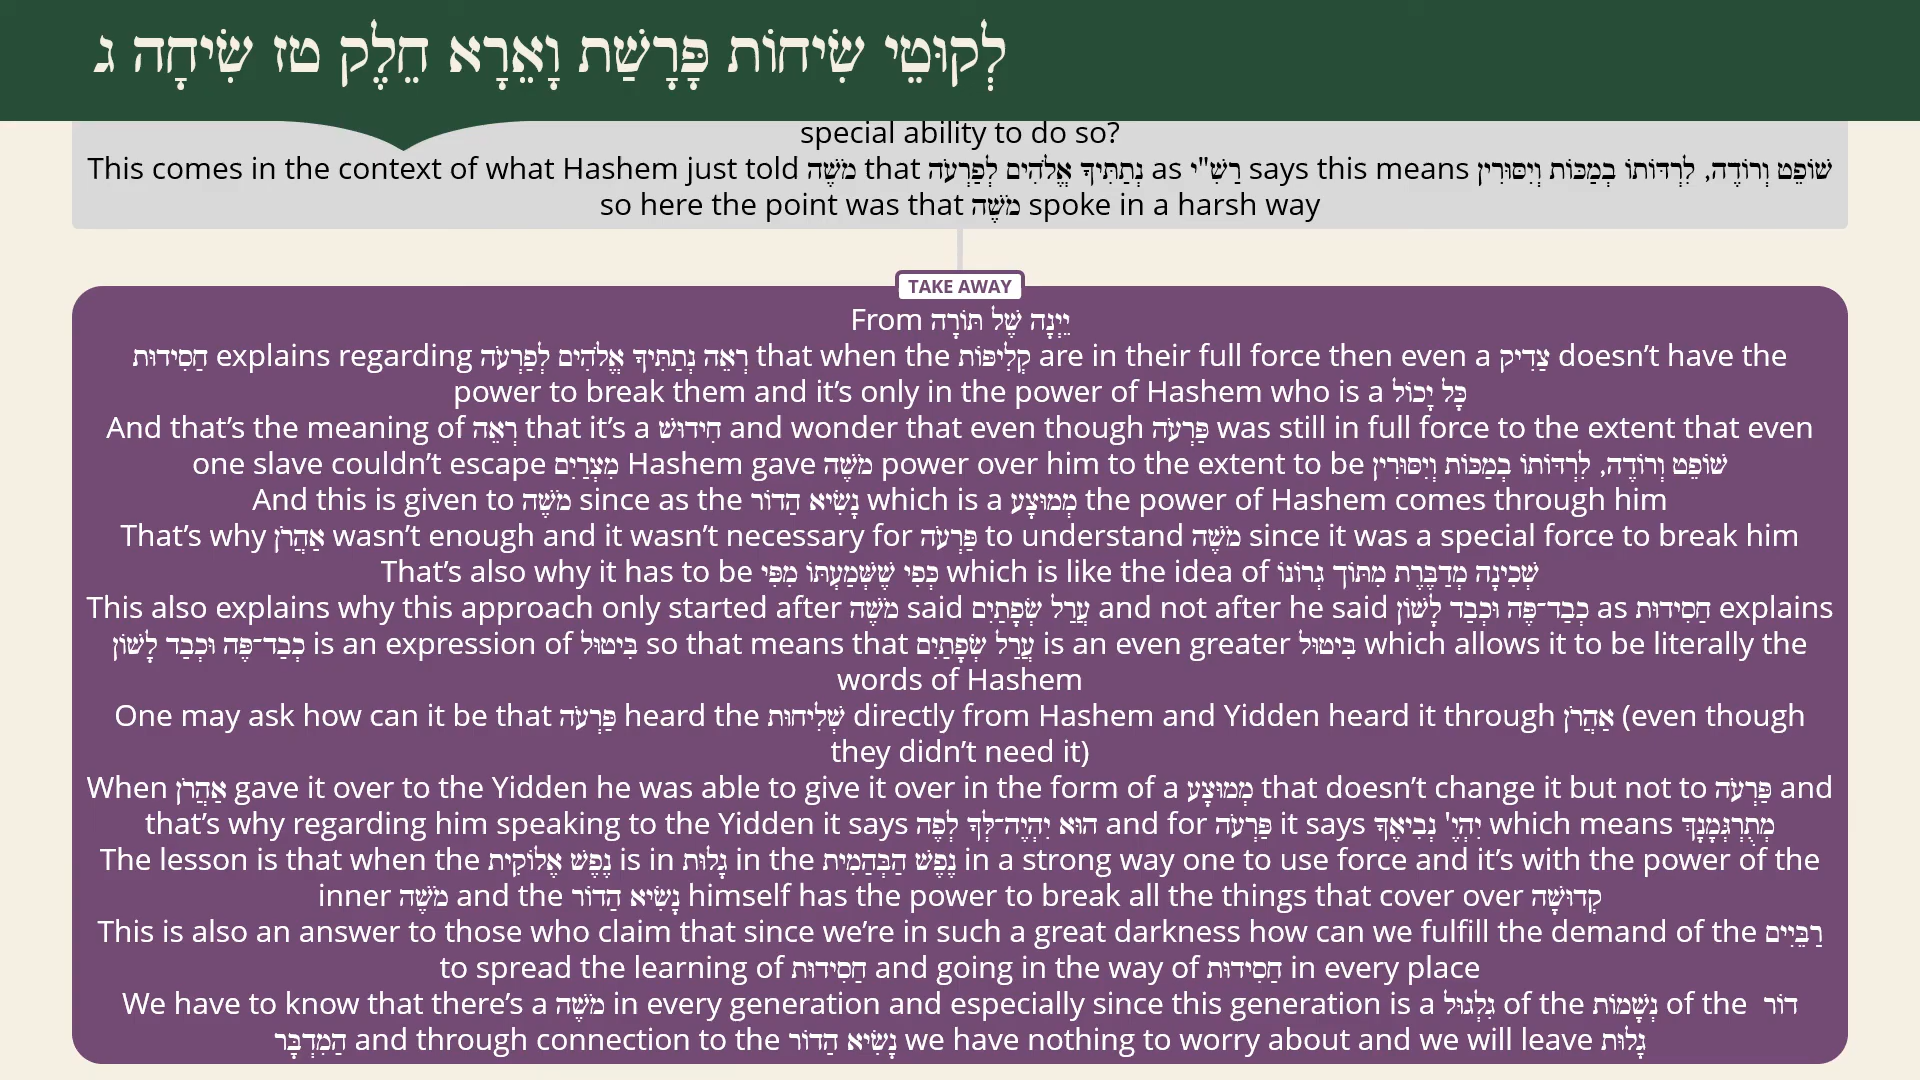 לְקוּטֵי שִׂיחוֹת פָּרָשַׁת וָאֵרָא חֵלֶק טז שִׂיחָה ג
special ability to do so?
This comes in the context of what Hashem just told מֹשֶׁה that נְתַתִּיךָ אֱלֹהִים לְפַרְעֹה as רַשִׁ"י says this means שׁוֹפֵט וְרוֹדֶה, לִרְדּוֹתוֹ בְמַכּוֹת וְיִסּוּרִין
so here the point was that מֹשֶׁה spoke in a harsh way
TAKE AWAY
From יֵיְנָה שֶׁל תּוֹרָה
חַסִידוּת explains regarding רְאֵה נְתַתִּיךָ אֱלֹהִים לְפַרְעֹה that when the קְלִיפּוֹת are in their full force then even a צַדִיק doesn’t have the
power to break them and it’s only in the power of Hashem who is a כָּל יָכוֹל
And that’s the meaning of רְאֵה that it’s a חִידוּשׁ and wonder that even though פַּרְעֹה was still in full force to the extent that even
one slave couldn’t escape מִצְרַיִם Hashem gave מֹשֶׁה power over him to the extent to be שׁוֹפֵט וְרוֹדֶה, לִרְדּוֹתוֹ בְמַכּוֹת וְיִסּוּרִין
And this is given to מֹשֶׁה since as the נָשִׂיא הַדוֹר which is a מְמוּצָע the power of Hashem comes through him
That’s why אַהֲרֹן wasn’t enough and it wasn’t necessary for פַּרְעֹה to understand מֹשֶׁה since it was a special force to break him
That’s also why it has to be כְּפִי שֶׁשְּׁמַעְתּוֹ מִפִּי which is like the idea of שְׁכִינָה מְדַבֶּרֶת מִתּוֹך גְרוֹנוֹ
This also explains why this approach only started after מֹשֶׁה said עֲרַל שְׂפָתַיִם and not after he said כְבַד־פֶּה וּכְבַד לָשׁוֹן as חַסִידוּת explains
כְבַד־פֶּה וּכְבַד לָשׁוֹן is an expression of בִּיטוּל so that means that עֲרַל שְׂפָתַיִם is an even greater בִּיטוּל which allows it to be literally the
words of Hashem
One may ask how can it be that פַּרְעֹה heard the שְׁלִיחוּת directly from Hashem and Yidden heard it through אַהֲרֹן (even though
they didn’t need it)
When אַהֲרֹן gave it over to the Yidden he was able to give it over in the form of a מְמוּצָע that doesn’t change it but not to פַּרְעֹה and
that’s why regarding him speaking to the Yidden it says הוּא יִהְיֶה־לְּךָ לְפֶה and for פַּרְעֹה it says יִהְיֶ' נְבִיאֶךָ which means מְתֻרְגְּמָנָךְ
The lesson is that when the נֶפֶשׁ אֱלוֹקִית is in גָלוּת in the נֶפֶשׁ הַבְּהַמִית in a strong way one to use force and it’s with the power of the
inner מֹשֶׁה and the נָשִׂיא הַדוֹר himself has the power to break all the things that cover over קְדוּשָׁה
This is also an answer to those who claim that since we’re in such a great darkness how can we fulfill the demand of the רַבֵּיִים
to spread the learning of חַסִידוּת and going in the way of חַסִידוּת in every place
We have to know that there’s a מֹשֶׁה in every generation and especially since this generation is a גִלְגוּל of the נְשָׁמוֹת of the דוֹר
הַמִדְבָּר and through connection to the נָשִׂיא הַדוֹר we have nothing to worry about and we will leave גָלוּת